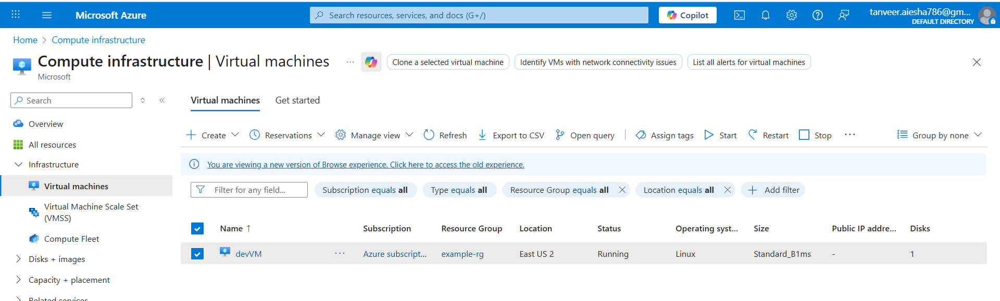 Microsoft Azure
Search resources, services, and docs (G+/)
Copilot
tanveer.aiesha786@gm...
DEFAULT DIRECTORY
Home > Compute infrastructure
Compute infrastructure | Virtual machines
...
Clone a selected virtual machine
Identify VMs with network connectivity issues
List all alerts for virtual machines
Microsoft
Search
Overview
All resources
Infrastructure
Virtual machines
Virtual Machine Scale Set
(VMSS)
Compute Fleet
Disks + images
Capacity + placement
Related services
Virtual machines
Get started
Create
Reservations
Manage view
Refresh
Export to CSV
Open query
Assign tags
Start
Restart
Stop
...
Group by none
You are viewing a new version of Browse experience. Click here to access the old experience.
Filter for any field...
Subscription equals all
Type equals all
Resource Group equals all
Location equals all
Add filter
Name ↑ Subscription Resource Group Location Status Operating syst... Size Public IP addre... Disks
devVM ... Azure subscript... example-rg East US 2 Running Linux Standard_B1ms - 1